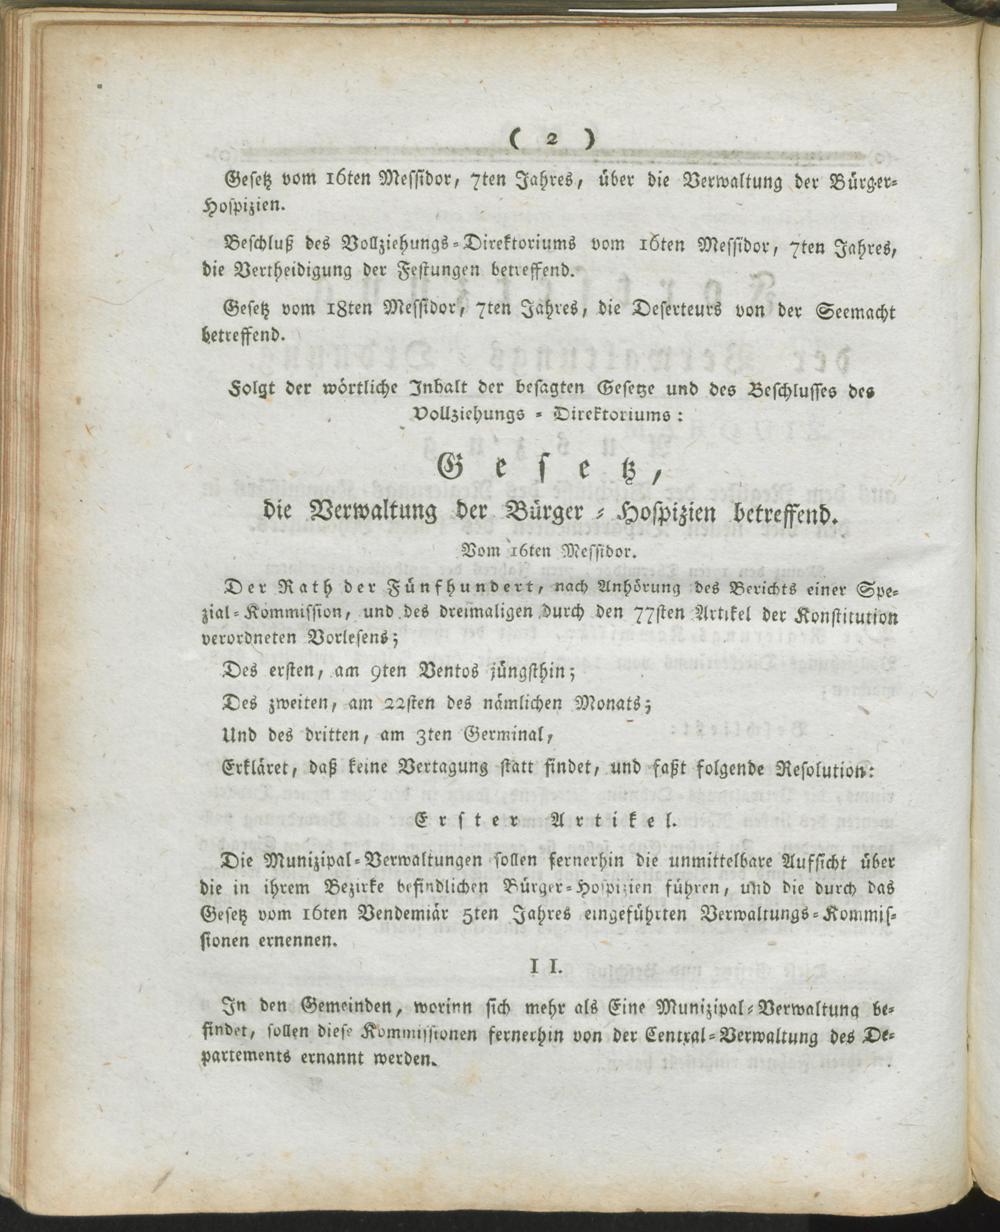 ( 2 )
Gesetz vom 16ten Messidor, 7ten Jahres, über die Verwaltung der Bürger-
Hospizien.
Beschluß des Vollziehungs-Direktoriums vom 16ten Messidor, 7ten Jahres,
die Vertheidigung der Festungen betreffend.
Gesetz vom 18ten Messidor, 7ten Jahres, die Deserteurs von der Seemacht
betreffend.
Folgt der wörtliche Inhalt der besagten Gesetze und des Beschlusses des
Vollziehungs-Direktoriums:
Gesetz,
die Verwaltung der Bürger-Hospizien betreffend.
Vom 16ten Messidor.
Der Rath der Fünfhundert, nach Anhörung des Berichts einer Spe-
zial-Kommission, und des dreimaligen durch den 77sten Artikel der Konstitution
verordneten Vorlesens;
Des ersten, am 9ten Ventos jüngsthin;
Des zweiten, am 22sten des nämlichen Monats;
Und des dritten, am 3ten Germinal,
Erkläret, daß keine Vertagung statt findet, und faßt folgende Resolution:
Erster Artikel.
Die Munizipal-Verwaltungen sollen fernerhin die unmittelbare Aufsicht über
die in ihrem Bezirke befindlichen Bürger-Hospizien führen, und die durch das
Gesetz vom 16ten Vendemiär 5ten Jahres eingeführten Verwaltungs-Kommis-
sionen ernennen.
II.
In den Gemeinden, worinn sich mehr als Eine Munizipal-Verwaltung be-
findet, sollen diese Kommissionen fernerhin von der Central-Verwaltung des De-
partements ernannt werden.